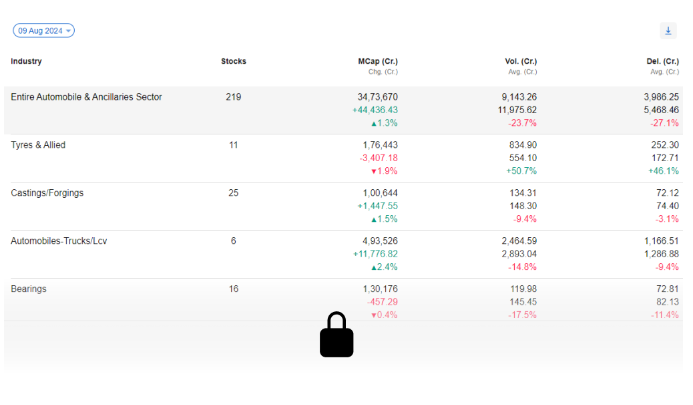 09 Aug 2024
Industry Stocks MCap (Cr.) Vol. (Cr.) Del. (Cr.)
Chg. (Cr.) Avg. (Cr.) Avg. (Cr.)
Entire Automobile & Ancillaries Sector 219 34,73,670 9,143.26 3,986.25
+44,436.43 11,975.62 5,468.46
▲1.3% -23.7% -27.1%
Tyres & Allied 11 1,76,443 834.90 252.30
-3,407.18 554.10 172.71
▼1.9% +50.7% +46.1%
Castings/Forgings 25 1,00,644 134.31 72.12
+1,447.55 148.30 74.40
▲1.5% -9.4% -3.1%
Automobiles-Trucks/Lcv 6 4,93,526 2,464.59 1,166.51
+11,776.82 2,893.04 1,286.88
▲2.4% -14.8% -9.4%
Bearings 16 1,30,176 119.98 72.81
-457.29 145.45 82.13
▼0.4% -17.5% -11.4%